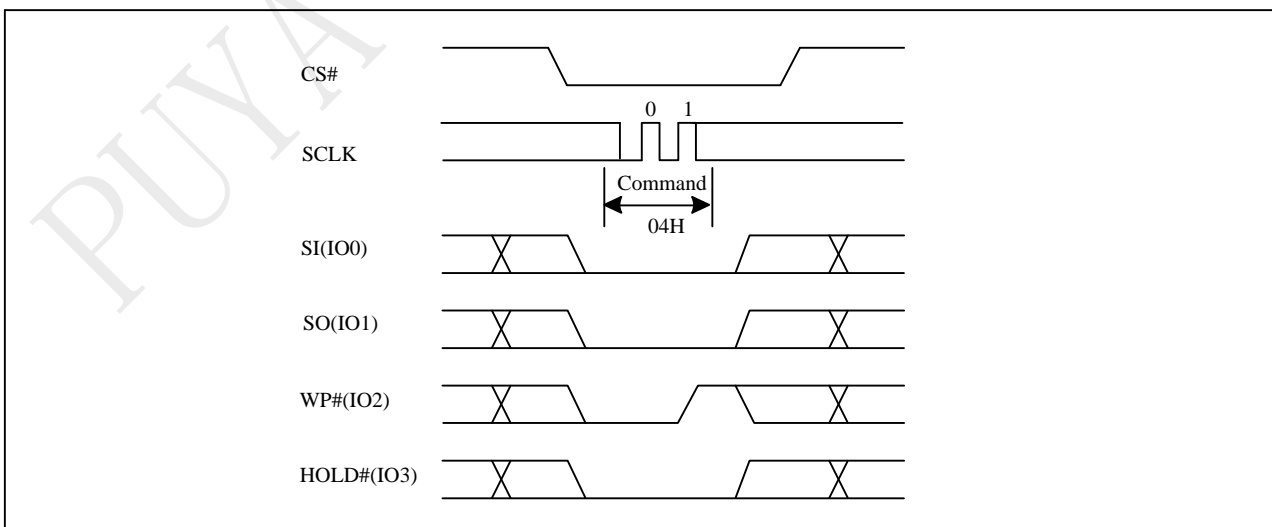 PUYA
CS#
0 1
SCLK
Command
04H
SI(IO0)
SO(IO1)
WP#(IO2)
HOLD#(IO3)